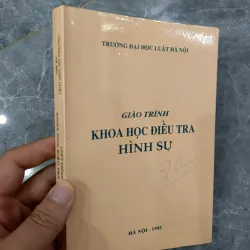 TRƯỜNG ĐẠI HỌC LUẬT HÀ NỘI
GIÁO TRÌNH
KHOA HỌC ĐIỀU TRA
HÌNH SỰ
HÀ NỘI - 1995